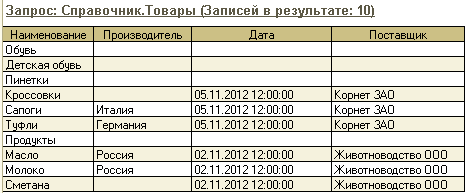 Запрос: Справочник.Товары (Записей в результате: 10)
Наименование Производитель Дата Поставщик
Обувь
Детская обувь
Пинетки
Кроссовки 05.11.2012 12:00:00 Корнет ЗАО
Сапоги Италия 05.11.2012 12:00:00 Корнет ЗАО
Туфли Германия 05.11.2012 12:00:00 Корнет ЗАО
Продукты
Масло Россия 02.11.2012 12:00:00 Животноводство ООО
Молоко Россия 02.11.2012 12:00:00 Животноводство ООО
Сметана 02.11.2012 12:00:00 Животноводство ООО